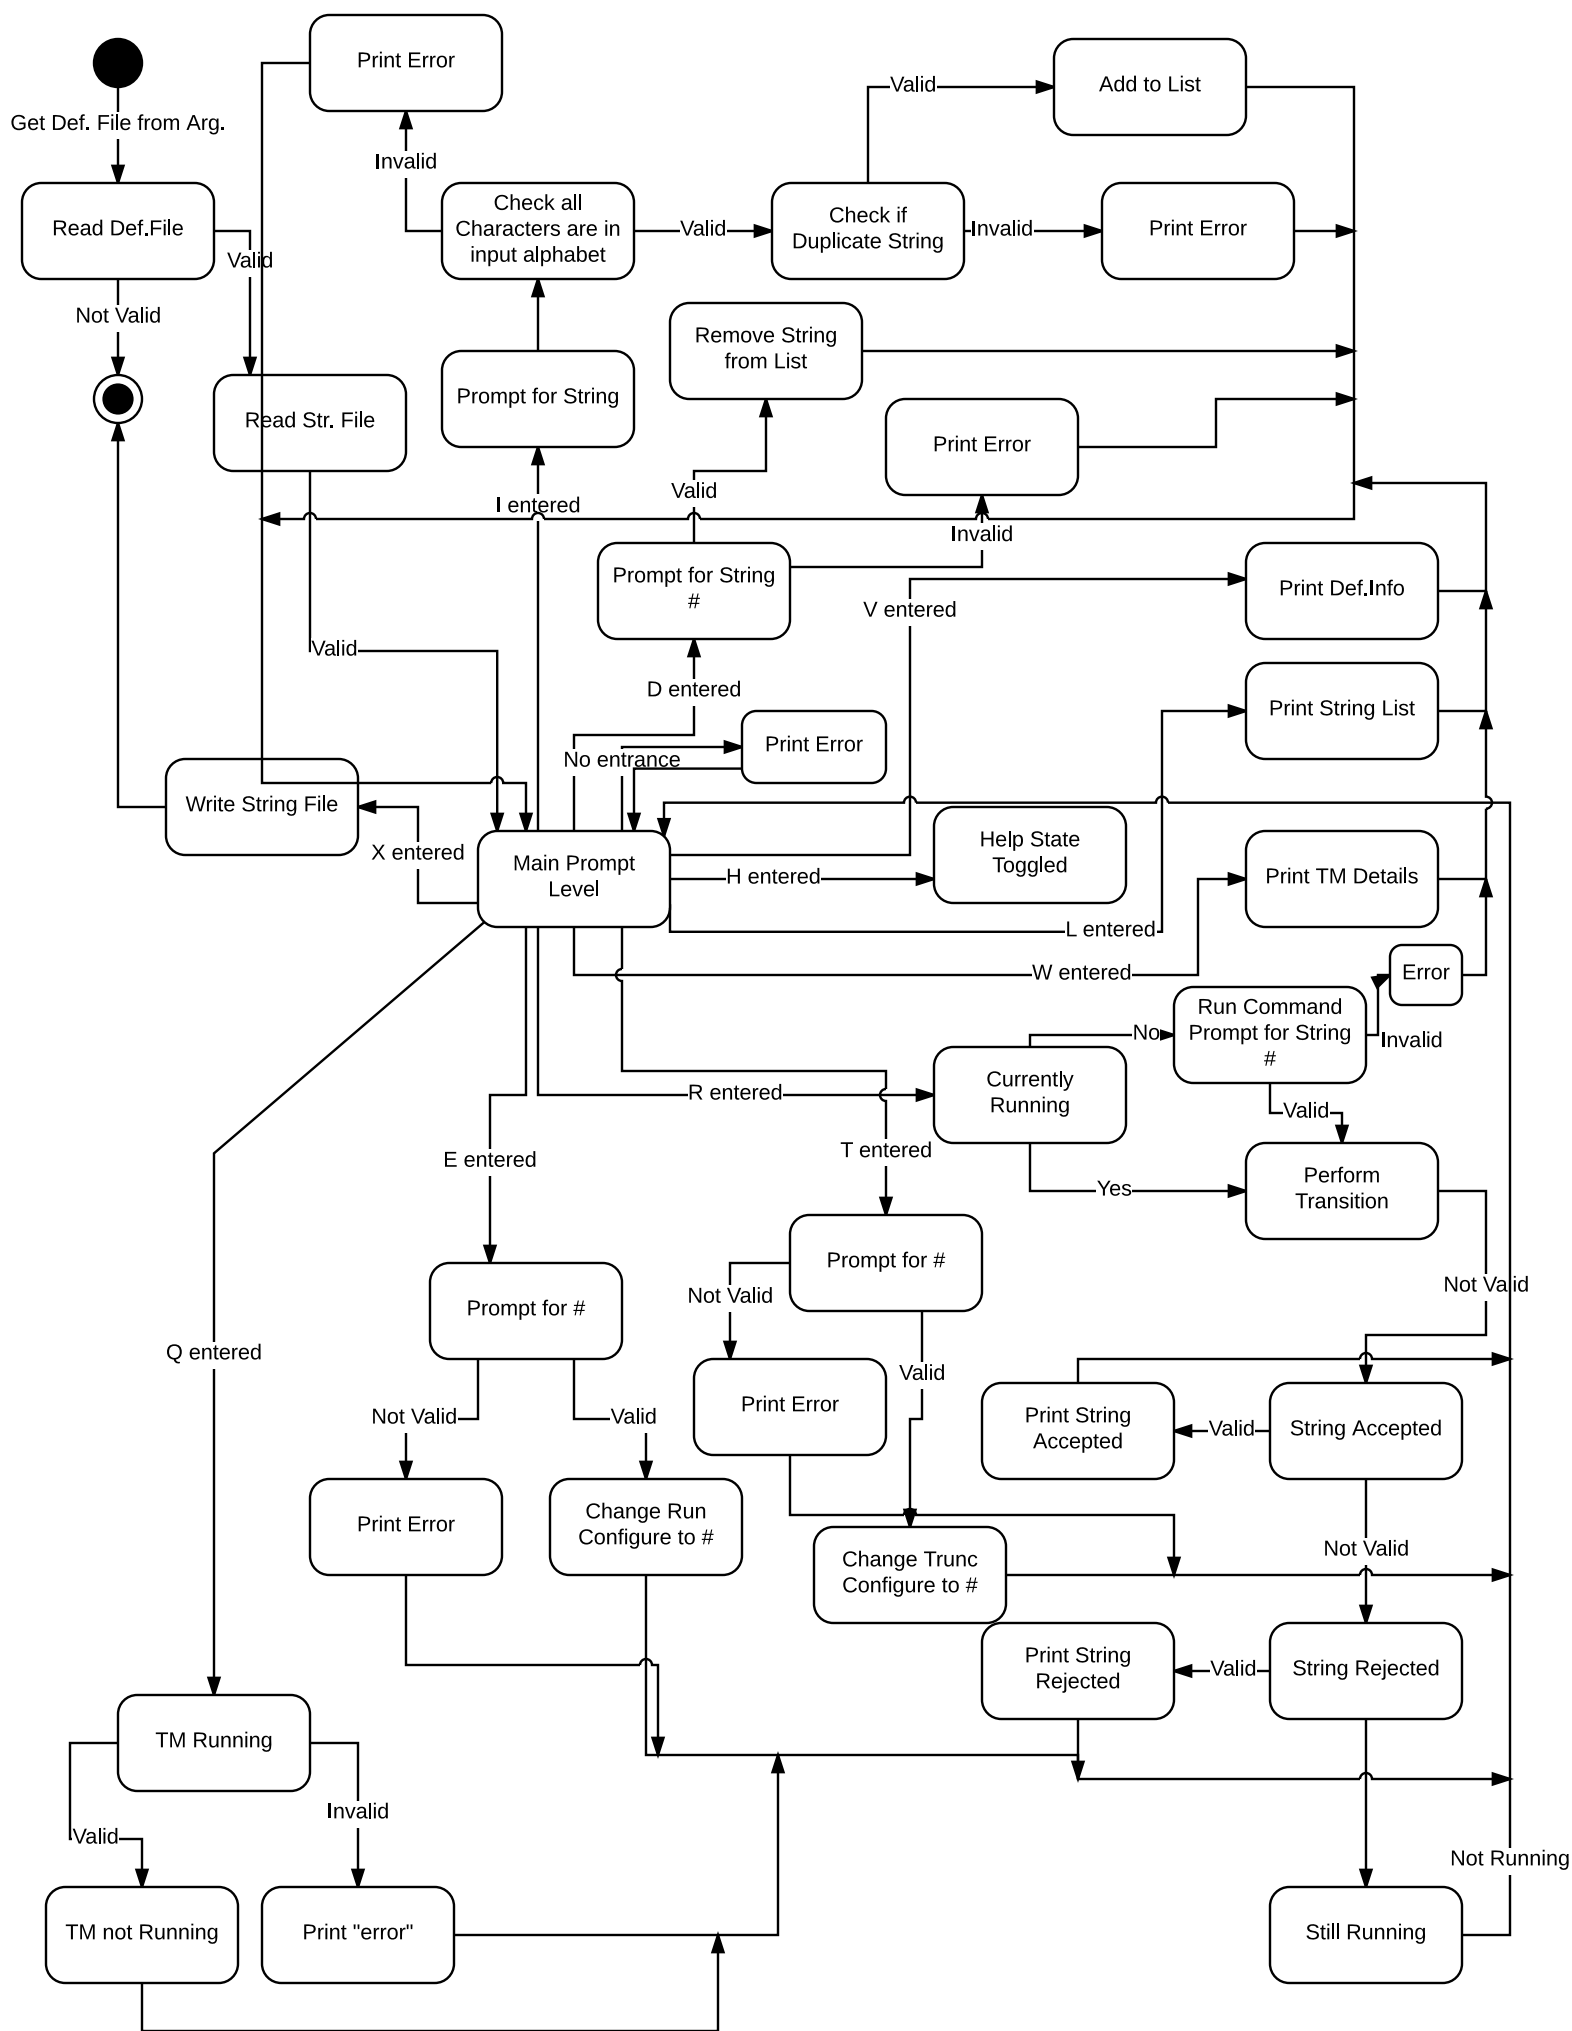 Print Error
Add to List
Valid
Get Def. File from Arg.
Invalid
Read Def.File
Check all
Characters are in
input alphabet
Valid
Check if
Duplicate String
Invalid
Print Error
Valid
Not Valid
Remove String
from List
Prompt for String
Read Str. File
Print Error
Valid
I entered
Invalid
Prompt for String
#
Print Def.Info
V entered
Valid
D entered
Print String List
Print Error
No entrance
Write String File
X entered
Main Prompt
Level
Help State
Toggled
H entered
Print TM Details
L entered
W entered
Error
Run Command
Prompt for String
#
No
Invalid
Currently
Running
R entered
Valid
T entered
E entered
Perform
Transition
Yes
Prompt for #
Not Valid
Not Valid
Prompt for #
Q entered
Valid
Print Error
Not Valid
Valid
Print String
Accepted
Valid
String Accepted
Print Error
Change Run
Configure to #
Not Valid
Change Trunc
Configure to #
Print String
Rejected
Valid
String Rejected
TM Running
Invalid
Valid
Not Running
TM not Running
Print "error"
Still Running